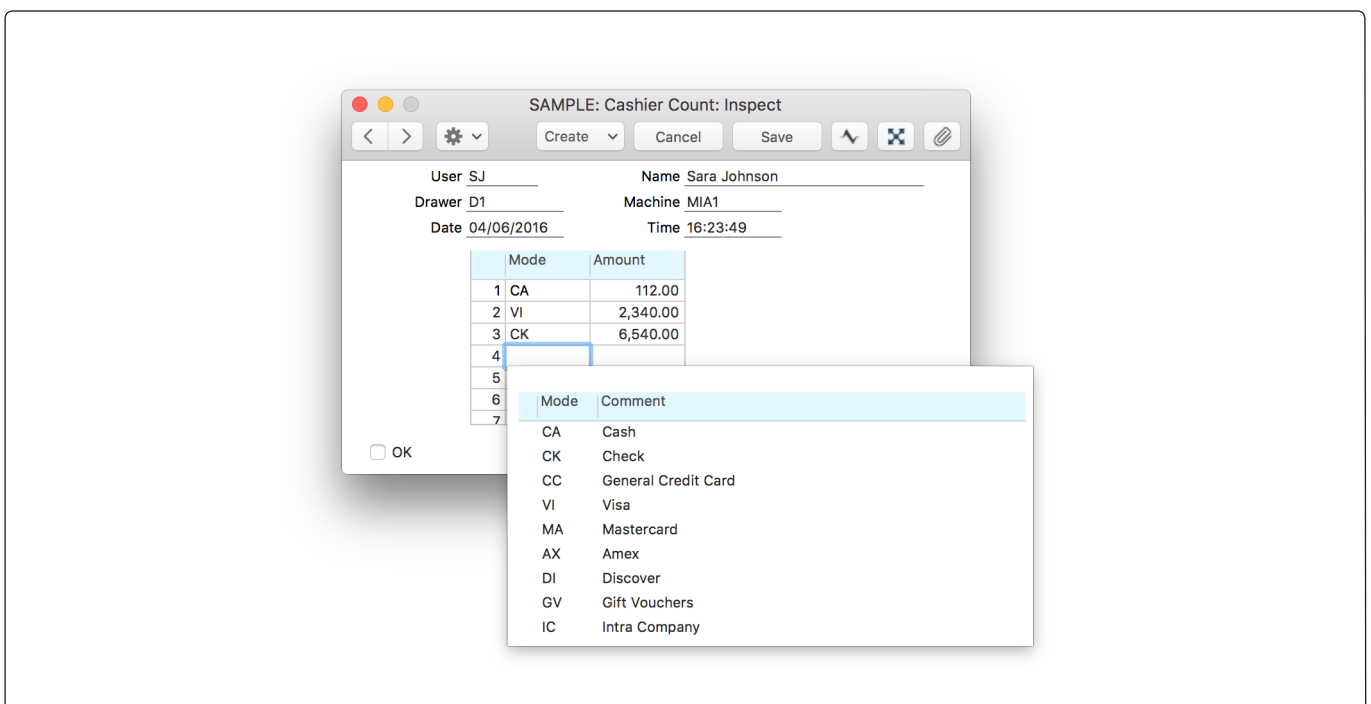 SAMPLE: Cashier Count: Inspect
Create Cancel Save
User SJ Name Sara Johnson
Drawer D1 Machine MIA1
Date 04/06/2016 Time 16:23:49
Mode Amount
1 CA 112.00
2 VI 2,340.00
3 CK 6,540.00
4
5
6
7
OK
Mode Comment
CA Cash
CK Check
CC General Credit Card
VI Visa
MA Mastercard
AX Amex
DI Discover
GV Gift Vouchers
IC Intra Company